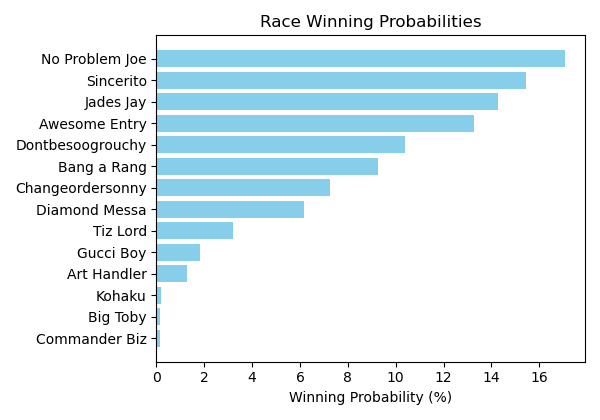 Race Winning Probabilities
No Problem Joe
Sincerito
Jades Jay
Awesome Entry
Dontbesoogrouchy
Bang a Rang
Changeordersonny
Diamond Messa
Tiz Lord
Gucci Boy
Art Handler
Kohaku
Big Toby
Commander Biz
0 2 4 6 8 10 12 14 16
Winning Probability (%)